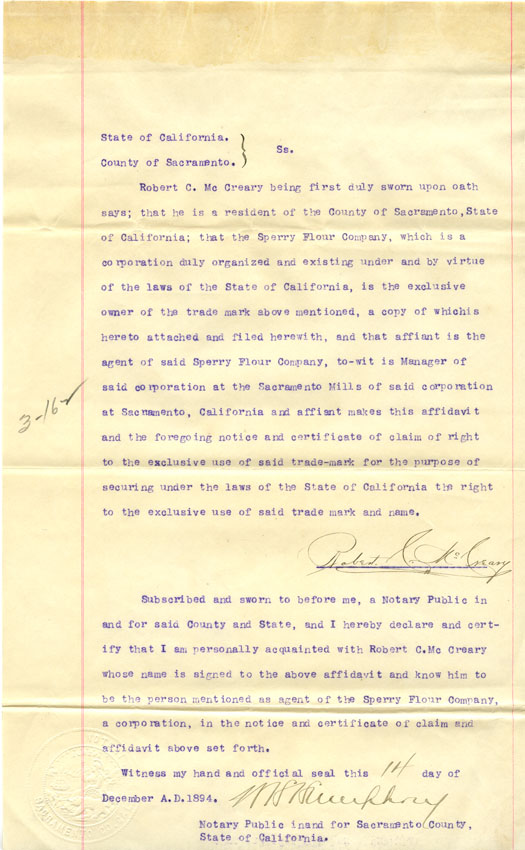 State of California. }
Ss.
County of Sacramento. }
Robert C. Mc Creary being first duly sworn upon oath
says; that he is a resident of the County of Sacramento,State
of California; that the Sperry Flour Company, which is a
corporation duly organized and existing under and by virtue
of the laws of the State of California, is the exclusive
owner of the trade mark above mentioned, a copy of whichis
hereto attached and filed herewith, and that affiant is the
agent of said Sperry Flour Company, to-wit is Manager of
said corporation at the Sacramento Mills of said corporation
3-16
at Sacramento, California and affiant makes this affidavit
and the foregoing notice and certificate of claim of right
to the exclusive use of said trade-mark for the purpose of
securing under the laws of the State of California the right
to the exclusive use of said trade mark and name.
Robert C. McCreary
Subscribed and sworn to before me, a Notary Public in
and for said County and State, and I hereby declare and cert-
ify that I am personally acquainted with Robert C.Mc Creary
whose name is signed to the above affidavit and know him to
be the person mentioned as agent of the Sperry Flour Company,
a corporation, in the notice and certificate of claim and
affidavit above set forth.
Witness my hand and official seal this 14 day of
December A.D.1894.
Notary Public inand for Sacramento County,
State of California.